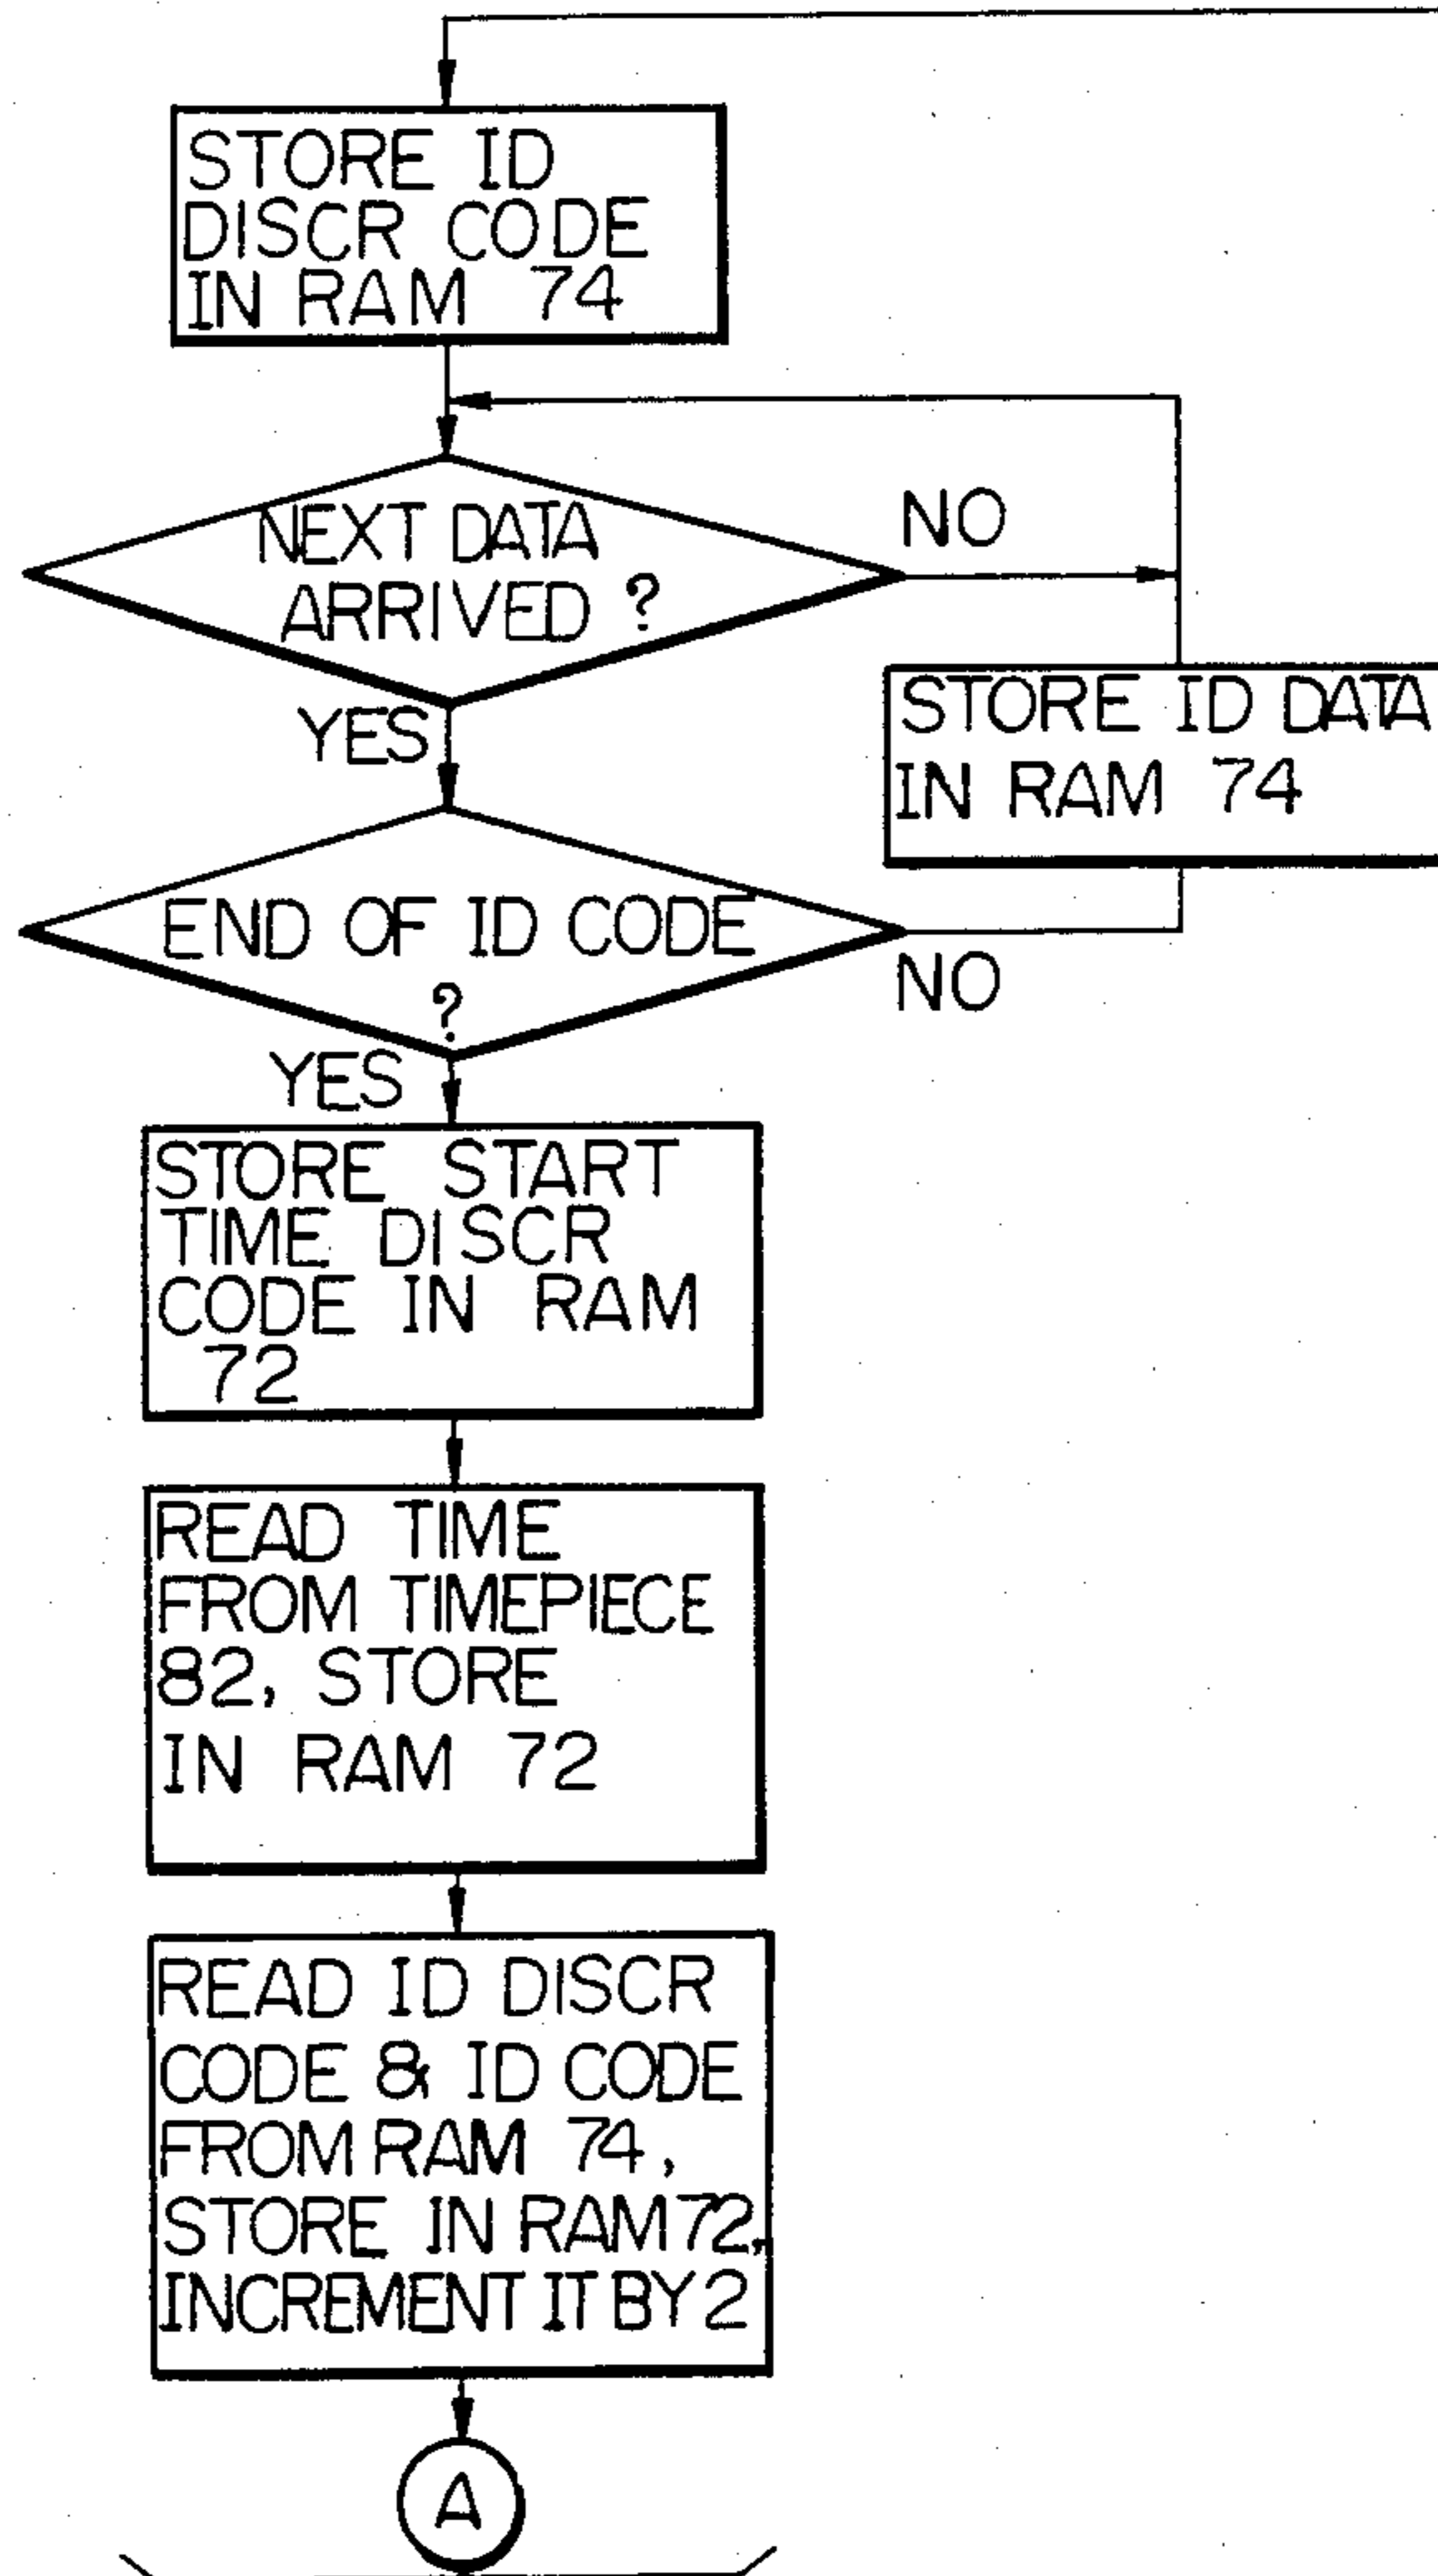 STORE ID
DISCR CODE
IN RAM 74
NEXT DATA
ARRIVED ?
NO
YES
STORE ID DATA
IN RAM 74
END OF ID CODE
?
NO
YES
STORE START
TIME DISCR
CODE IN RAM
72
READ TIME
FROM TIMEPIECE
82, STORE
IN RAM 72
READ ID DISCR
CODE & ID CODE
FROM RAM 74,
STORE IN RAM 72,
INCREMENT IT BY 2
A